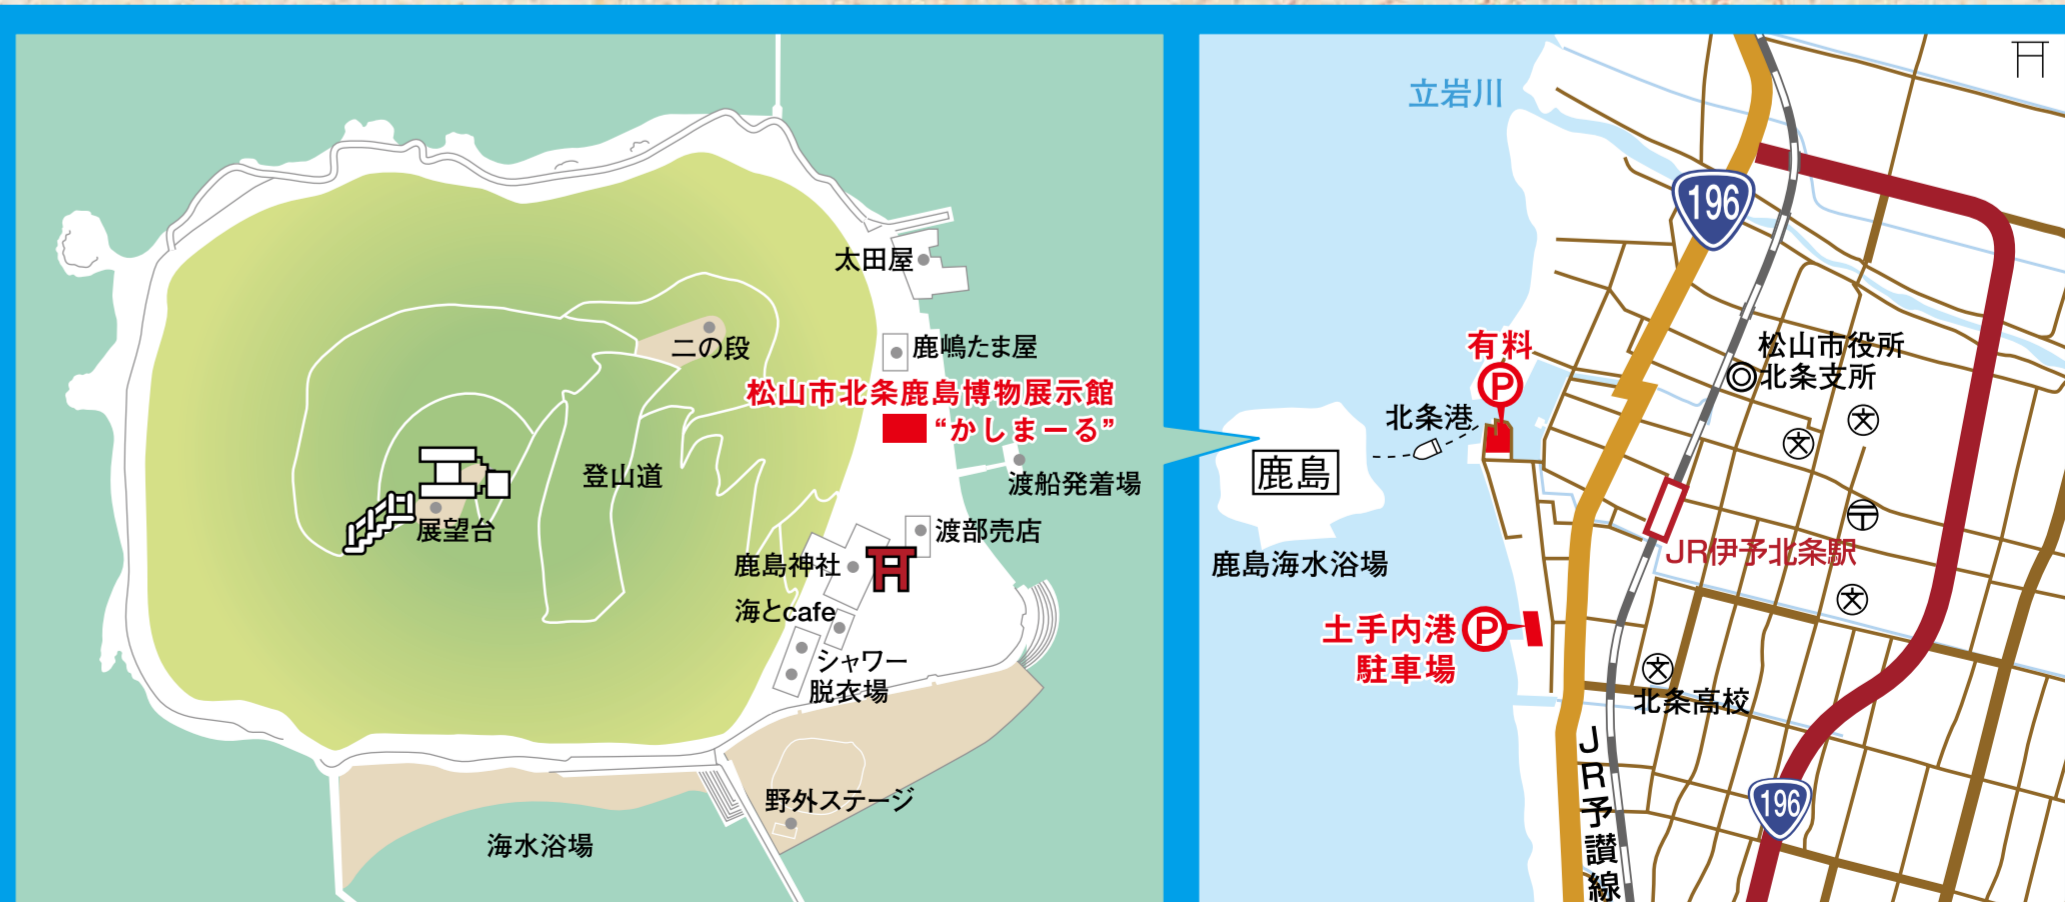 太田屋
二の段
鹿嶋たま屋
松山市北条鹿島博物展示館
“かしまーる”
登山道
渡船発着場
展望台
渡部売店
鹿島神社
海とcafe
シャワー
脱衣場
野外ステージ
海水浴場
立岩川
196
有料
P
松山市役所
北条支所
北条港
文
文
鹿島
〒
JR伊予北条駅
鹿島海水浴場
文
土手内港
駐車場
P
文
北条高校
JR予讃線
196